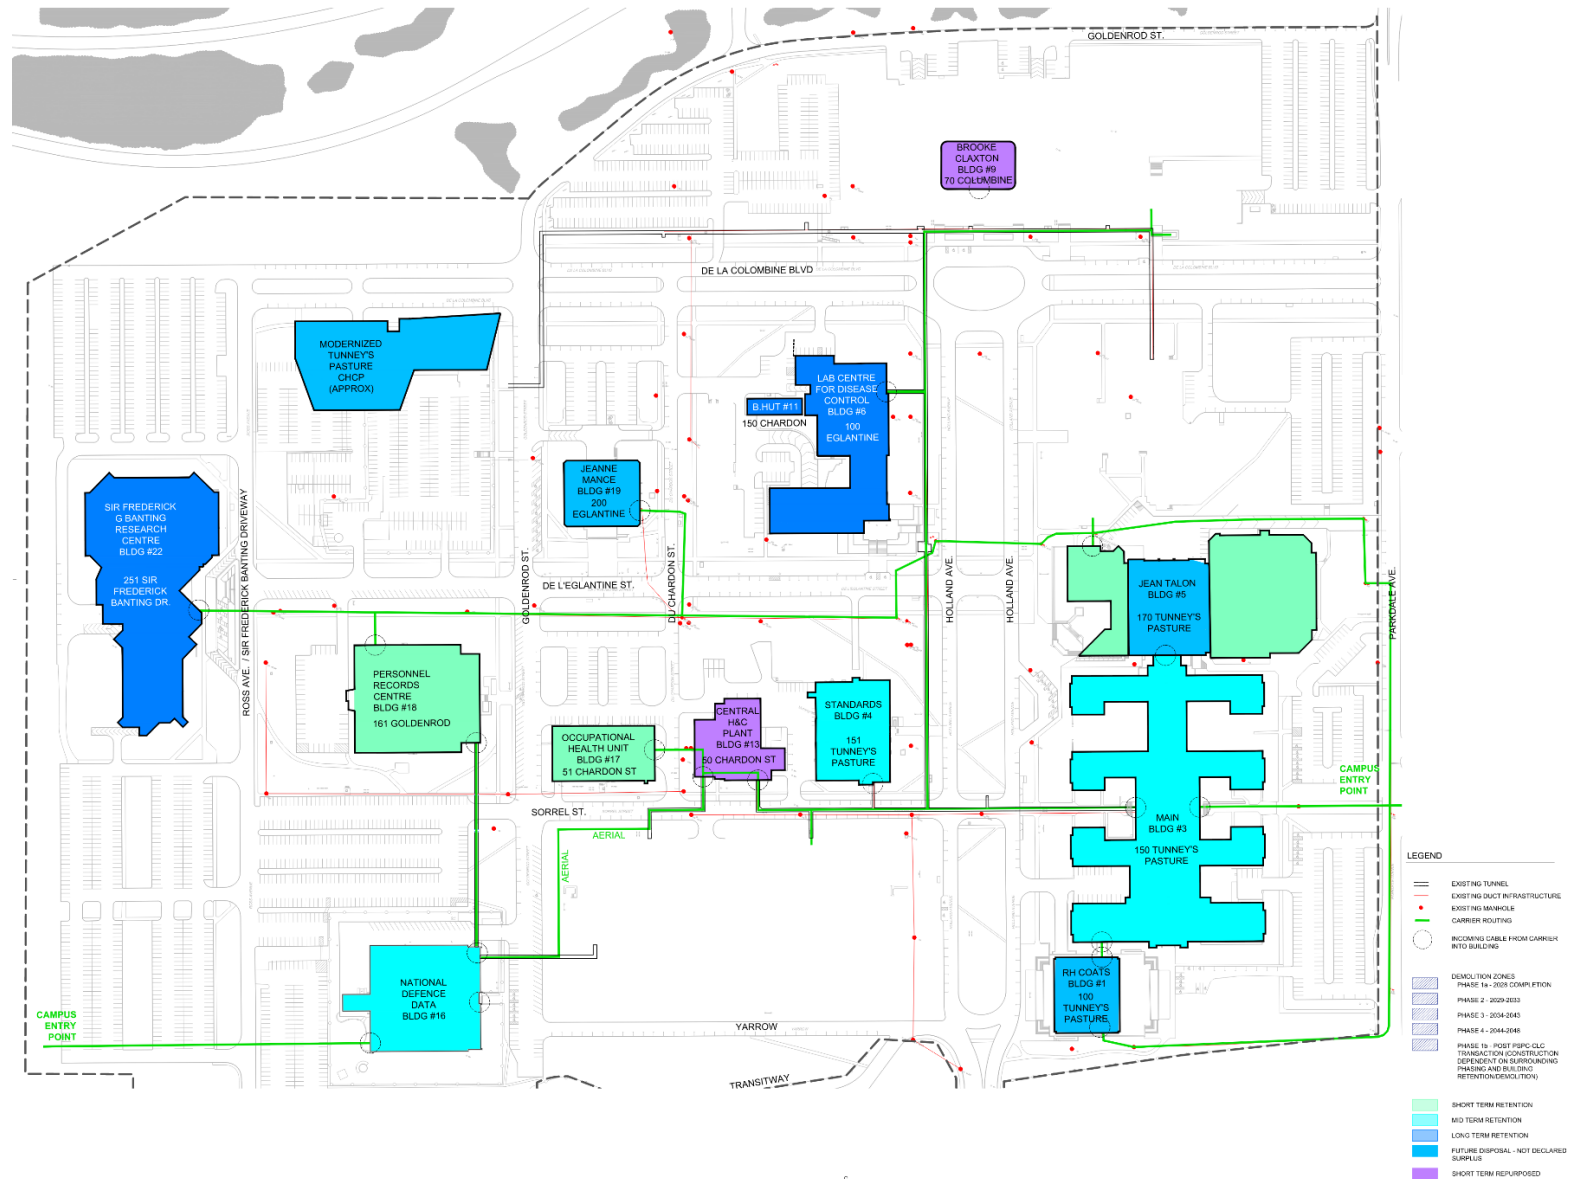 GOLDENROD ST.
BROOKE
CLAXTON
BLDG #9
70 COLUMBINE
DE LA COLOMBINE BLVD
MODERNIZED
TUNNEY'S
PASTURE
CHCP
(APPROX)
LAB CENTRE
FOR DISEASE
CONTROL
BLDG #6
100
EGLANTINE
B.HUT #11
150 CHARDON
JEANNE
MANCE
BLDG #19
200
EGLANTINE
SIR FREDERICK
G BANTING
RESEARCH
CENTRE
BLDG #22
251 SIR
FREDERICK
BANTING DR.
ROSS AVE. / SIR FREDERICK BANTING DRIVEWAY
GOLDENROD ST.
DE L'EGLANTINE ST.
DU CHARDON ST.
HOLLAND AVE.
HOLLAND AVE.
JEAN TALON
BLDG #5
170 TUNNEY'S
PASTURE
PARKDALE AVE.
PERSONNEL
RECORDS
CENTRE
BLDG #18
161 GOLDENROD
OCCUPATIONAL
HEALTH UNIT
BLDG #17
51 CHARDON ST
CENTRAL
H&C
PLANT
BLDG #13
50 CHARDON ST
STANDARDS
BLDG #4
151
TUNNEY'S
PASTURE
CAMPUS
ENTRY
POINT
SORREL ST.
AERIAL
AERIAL
MAIN
BLDG #3
150 TUNNEY'S
PASTURE
NATIONAL
DEFENCE
DATA
BLDG #16
RH COATS
BLDG #1
100
TUNNEY'S
PASTURE
CAMPUS
ENTRY
POINT
YARROW
TRANSITWAY
LEGEND
EXISTING TUNNEL
EXISTING DUCT INFRASTRUCTURE
EXISTING MANHOLE
CARRIER ROUTING
INCOMING CABLE FROM CARRIER
INTO BUILDING
DEMOLITION ZONES
PHASE 1a - 2028 COMPLETION
PHASE 2 - 2029-2033
PHASE 3 - 2034-2043
PHASE 4 - 2044-2048
PHASE 1b - POST PSPC-CLC
TRANSACTION (CONSTRUCTION
DEPENDENT ON SURROUNDING
PHASING AND BUILDING
RETENTION/DEMOLITION)
SHORT TERM RETENTION
MID TERM RETENTION
LONG TERM RETENTION
FUTURE DISPOSAL - NOT DECLARED
SURPLUS
SHORT TERM REPURPOSED